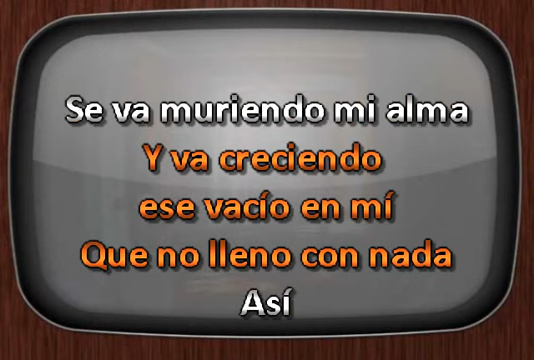 Se va muriendo mi alma
Y va creciendo
ese vacío en mí
Que no lleno con nada
Así